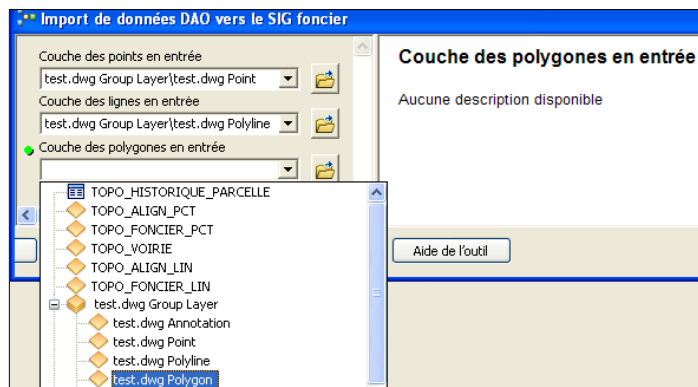 Import de données DAO vers le SIG foncier
Couche des points en entrée
test.dwg Group Layer\test.dwg Point
Couche des lignes en entrée
test.dwg Group Layer\test.dwg Polyline
Couche des polygones en entrée
TOPO_HISTORIQUE_PARCELLE
TOPO_ALIGN_PCT
TOPO_FONCIER_PCT
TOPO_VOIRIE
TOPO_ALIGN_LIN
TOPO_FONCIER_LIN
test.dwg Group Layer
test.dwg Annotation
test.dwg Point
test.dwg Polyline
test.dwg Polygon
Couche des polygones en entrée
Aucune description disponible
Aide de l'outil